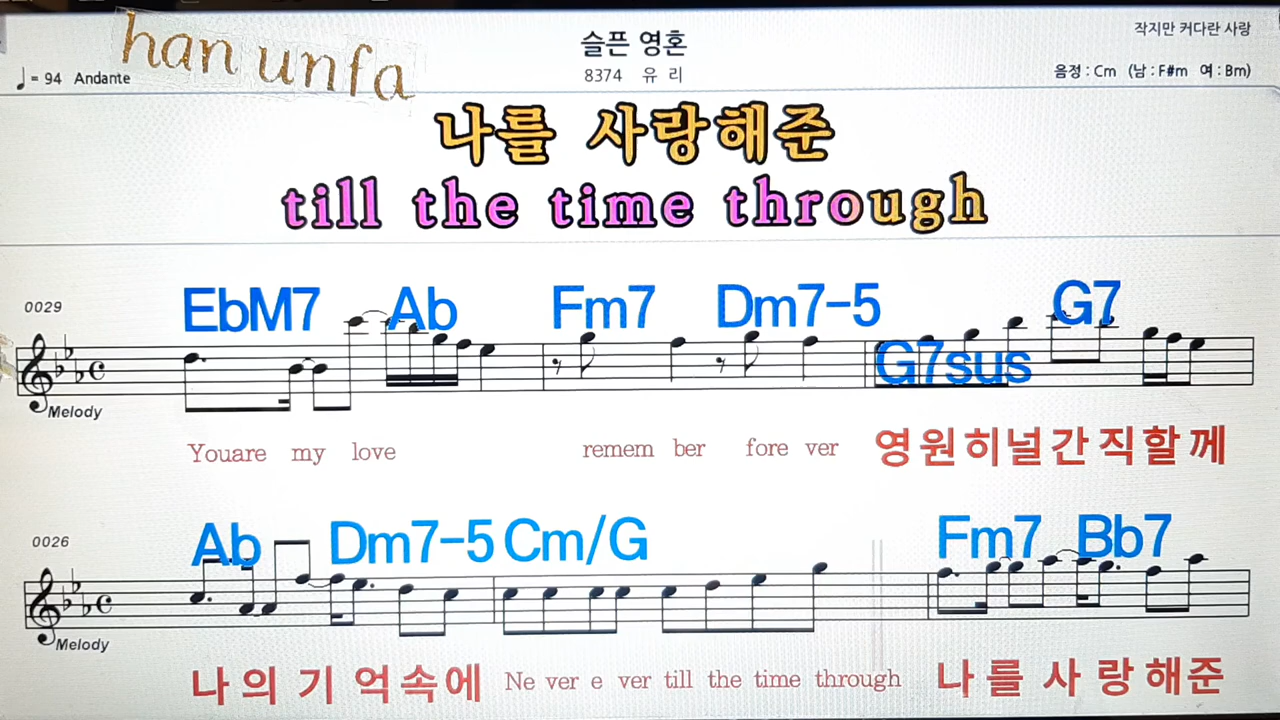 han unfa
슬픈 영혼
작지만 커다란 사랑
♩= 94 Andante
8374 유 리
음정 : Cm (남 : F#m 여 : Bm)
나를 사랑해준
till the time through
0029
EbM7 Ab Fm7 Dm7-5 G7
G7sus
Melody
Youare my love remem ber fore ver 영원히널간직할께
0026
Ab Dm7-5 Cm/G Fm7 Bb7
Melody
나의기억속에 Ne ver e ver till the time through 나를사랑해준